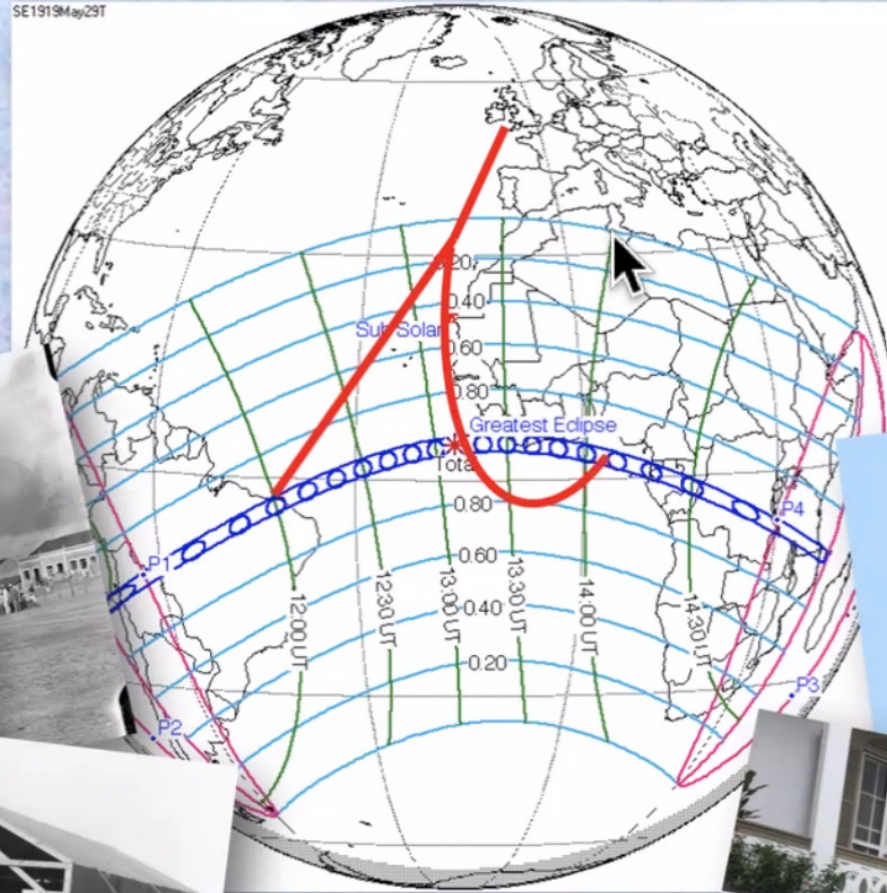 SE1919May29T
0.20
0.40
Sub Solar
0.60
0.80
Greatest Eclipse
Total
0.80
P4
0.60
P1
12:00 UT
12:30 UT
13:00 UT
13:30 UT
14:00 UT
14:30 UT
0.40
0.20
P3
P2